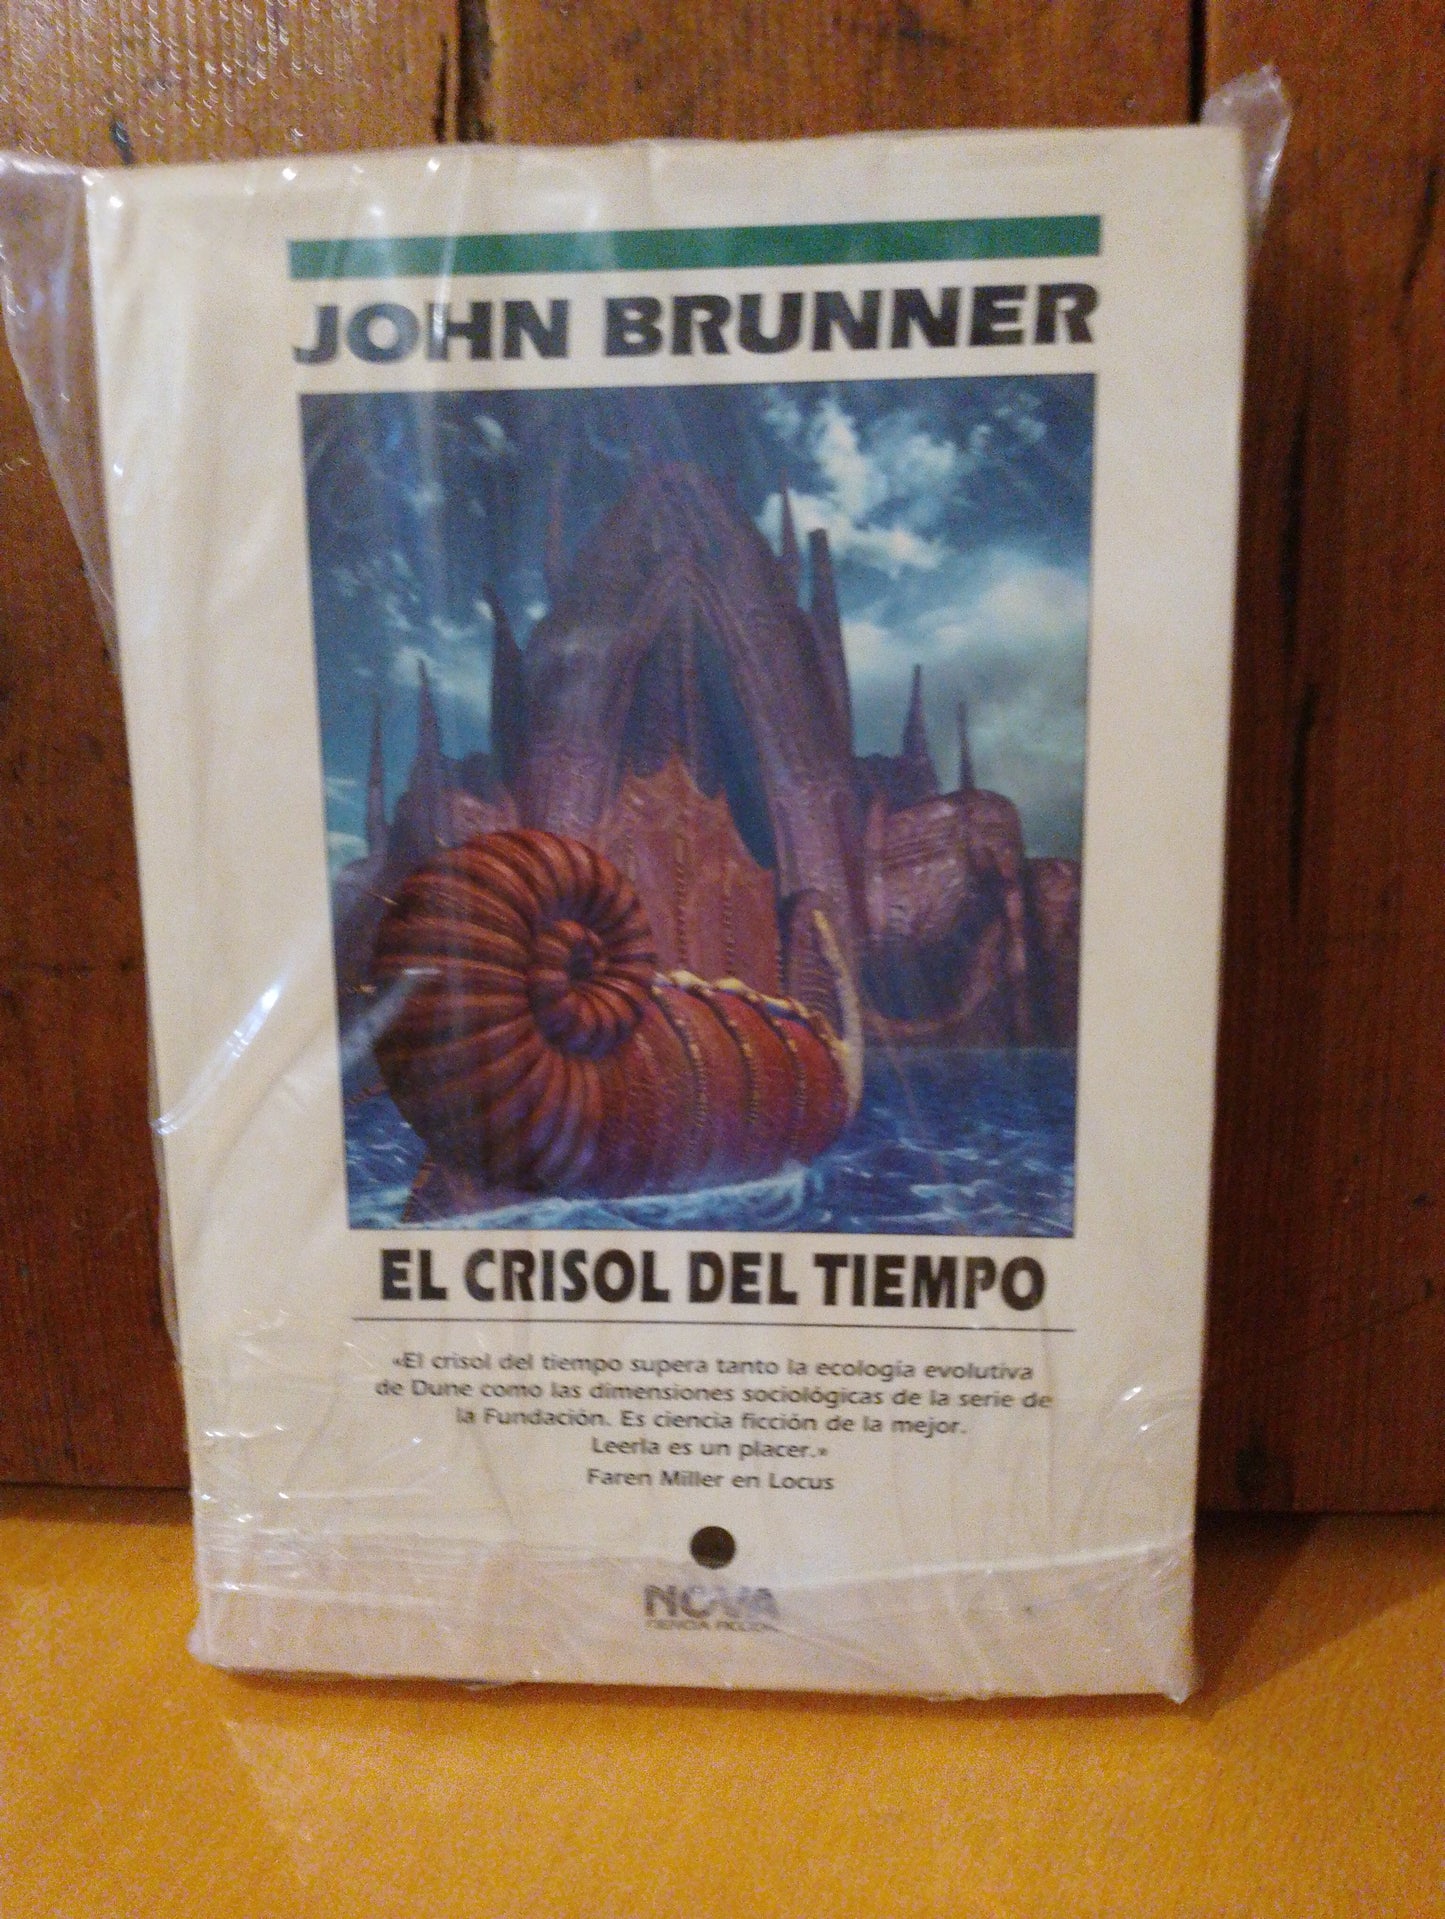 JOHN BRUNNER
EL CRISOL DEL TIEMPO
«El crisol del tiempo supera tanto la ecología evolutiva
de Dune como las dimensiones sociológicas de la serie de
la Fundación. Es ciencia ficción de la mejor.
Leerla es un placer.»
Faren Miller en Locus
NOVA
CIENCIA FICCIÓN